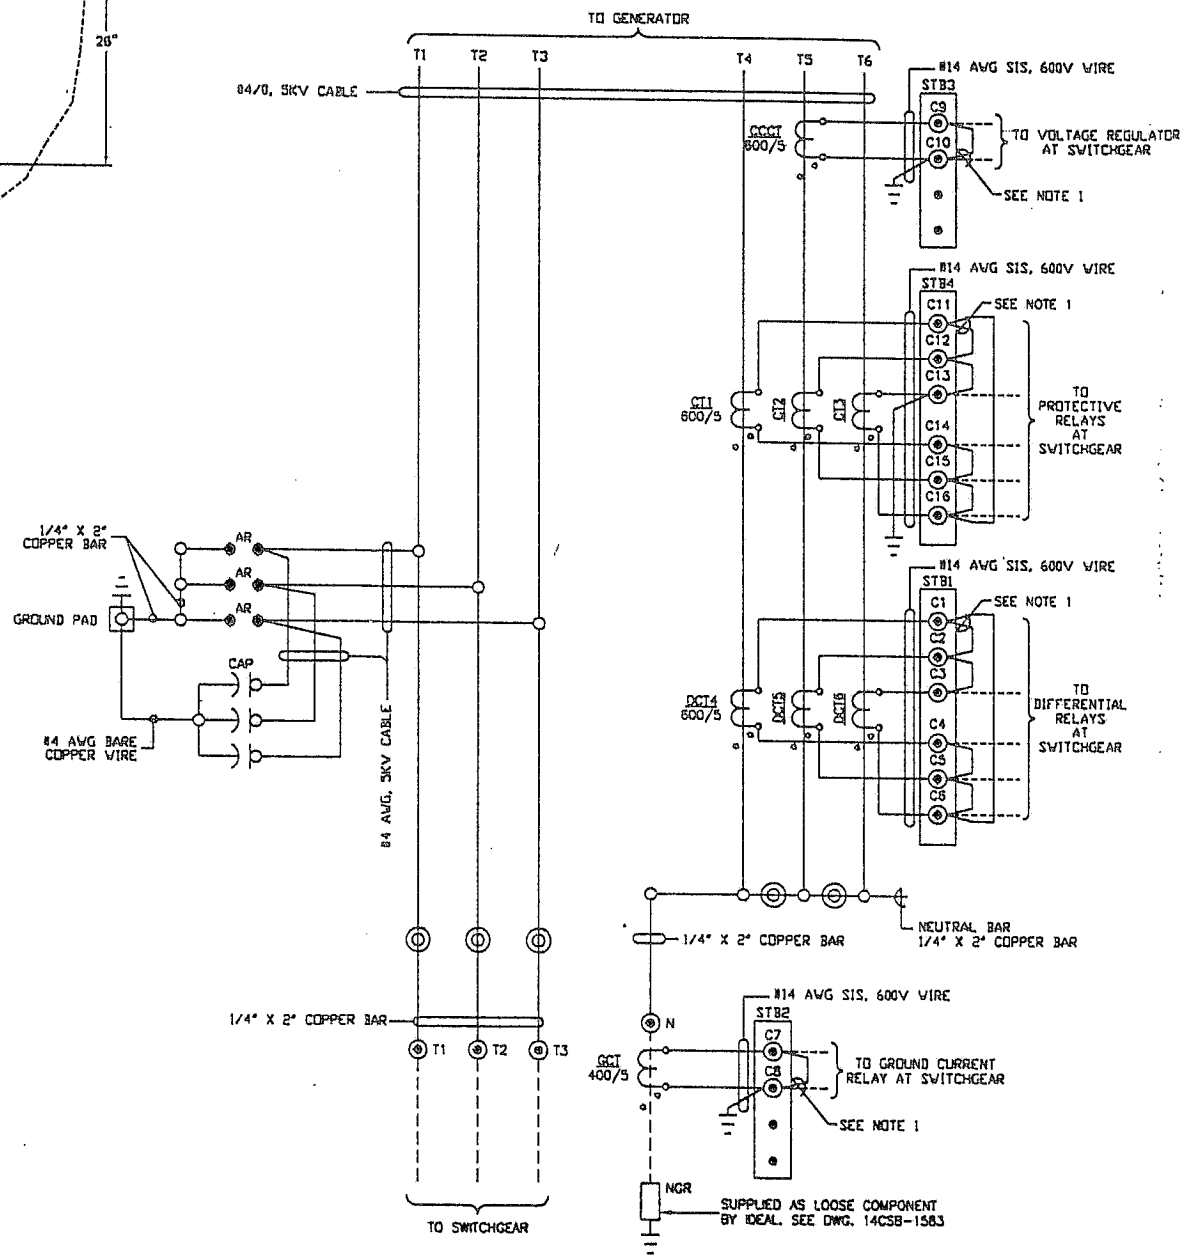 TO GENERATOR
28"
T1 T2 T3 T4 T5 T6
#4/0, 5KV CABLE
#14 AWG SIS, 600V WIRE
STB3
C9
C10
CCCT
600/5
TO VOLTAGE REGULATOR
AT SWITCHGEAR
SEE NOTE 1
#14 AWG SIS, 600V WIRE
STB4
C11
SEE NOTE 1
C12
C13
C14
C15
C16
CT1
600/5
CT2
CT3
TO
PROTECTIVE
RELAYS
AT
SWITCHGEAR
1/4" X 2"
COPPER BAR
AR
AR
AR
GROUND PAD
CAP
#4 AWG BARE
COPPER WIRE
#4 AWG, 5KV CABLE
#14 AWG SIS, 600V WIRE
STB1
C1
SEE NOTE 1
C2
C3
C4
C5
C6
DCT4
600/5
DCT5
DCT6
TO
DIFFERENTIAL
RELAYS
AT
SWITCHGEAR
NEUTRAL BAR
1/4" X 2" COPPER BAR
1/4" X 2" COPPER BAR
1/4" X 2" COPPER BAR
T1 T2 T3
N
#14 AWG SIS, 600V WIRE
STB2
C7
C8
GCT
400/5
TO GROUND CURRENT
RELAY AT SWITCHGEAR
SEE NOTE 1
NGR
SUPPLIED AS LOOSE COMPONENT
BY IDEAL. SEE DWG. 14CSB-1583
TO SWITCHGEAR